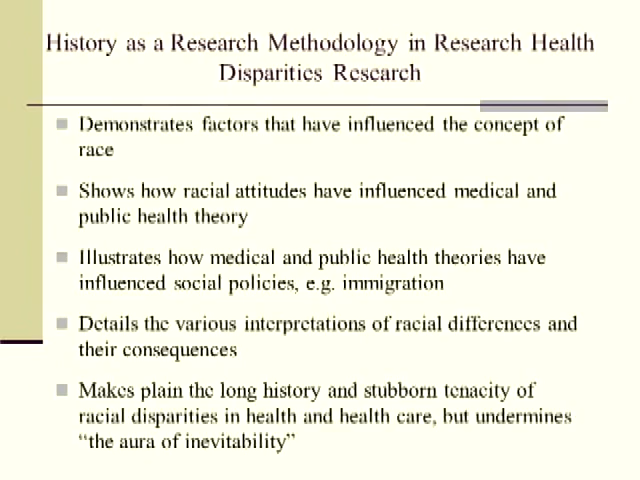 History as a Research Methodology in Research Health
Disparities Research
Demonstrates factors that have influenced the concept of
race
Shows how racial attitudes have influenced medical and
public health theory
Illustrates how medical and public health theories have
influenced social policies, e.g. immigration
Details the various interpretations of racial differences and
their consequences
Makes plain the long history and stubborn tenacity of
racial disparities in health and health care, but undermines
“the aura of inevitability”